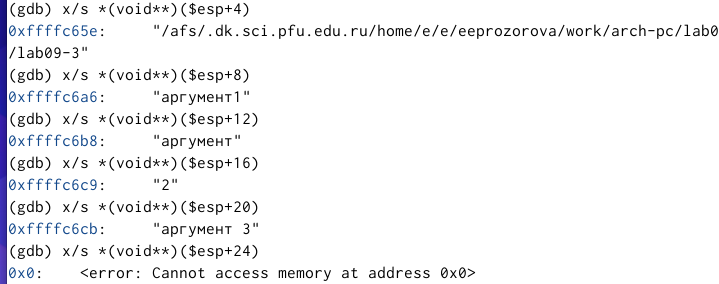 (gdb) x/s *(void**)($esp+4)
0xffffc65e:     "/afs/.dk.sci.pfu.edu.ru/home/e/e/eeprozorova/work/arch-pc/lab0
/lab09-3"
(gdb) x/s *(void**)($esp+8)
0xffffc6a6:     "аргумент1"
(gdb) x/s *(void**)($esp+12)
0xffffc6b8:     "аргумент"
(gdb) x/s *(void**)($esp+16)
0xffffc6c9:     "2"
(gdb) x/s *(void**)($esp+20)
0xffffc6cb:     "аргумент 3"
(gdb) x/s *(void**)($esp+24)
0x0:    <error: Cannot access memory at address 0x0>